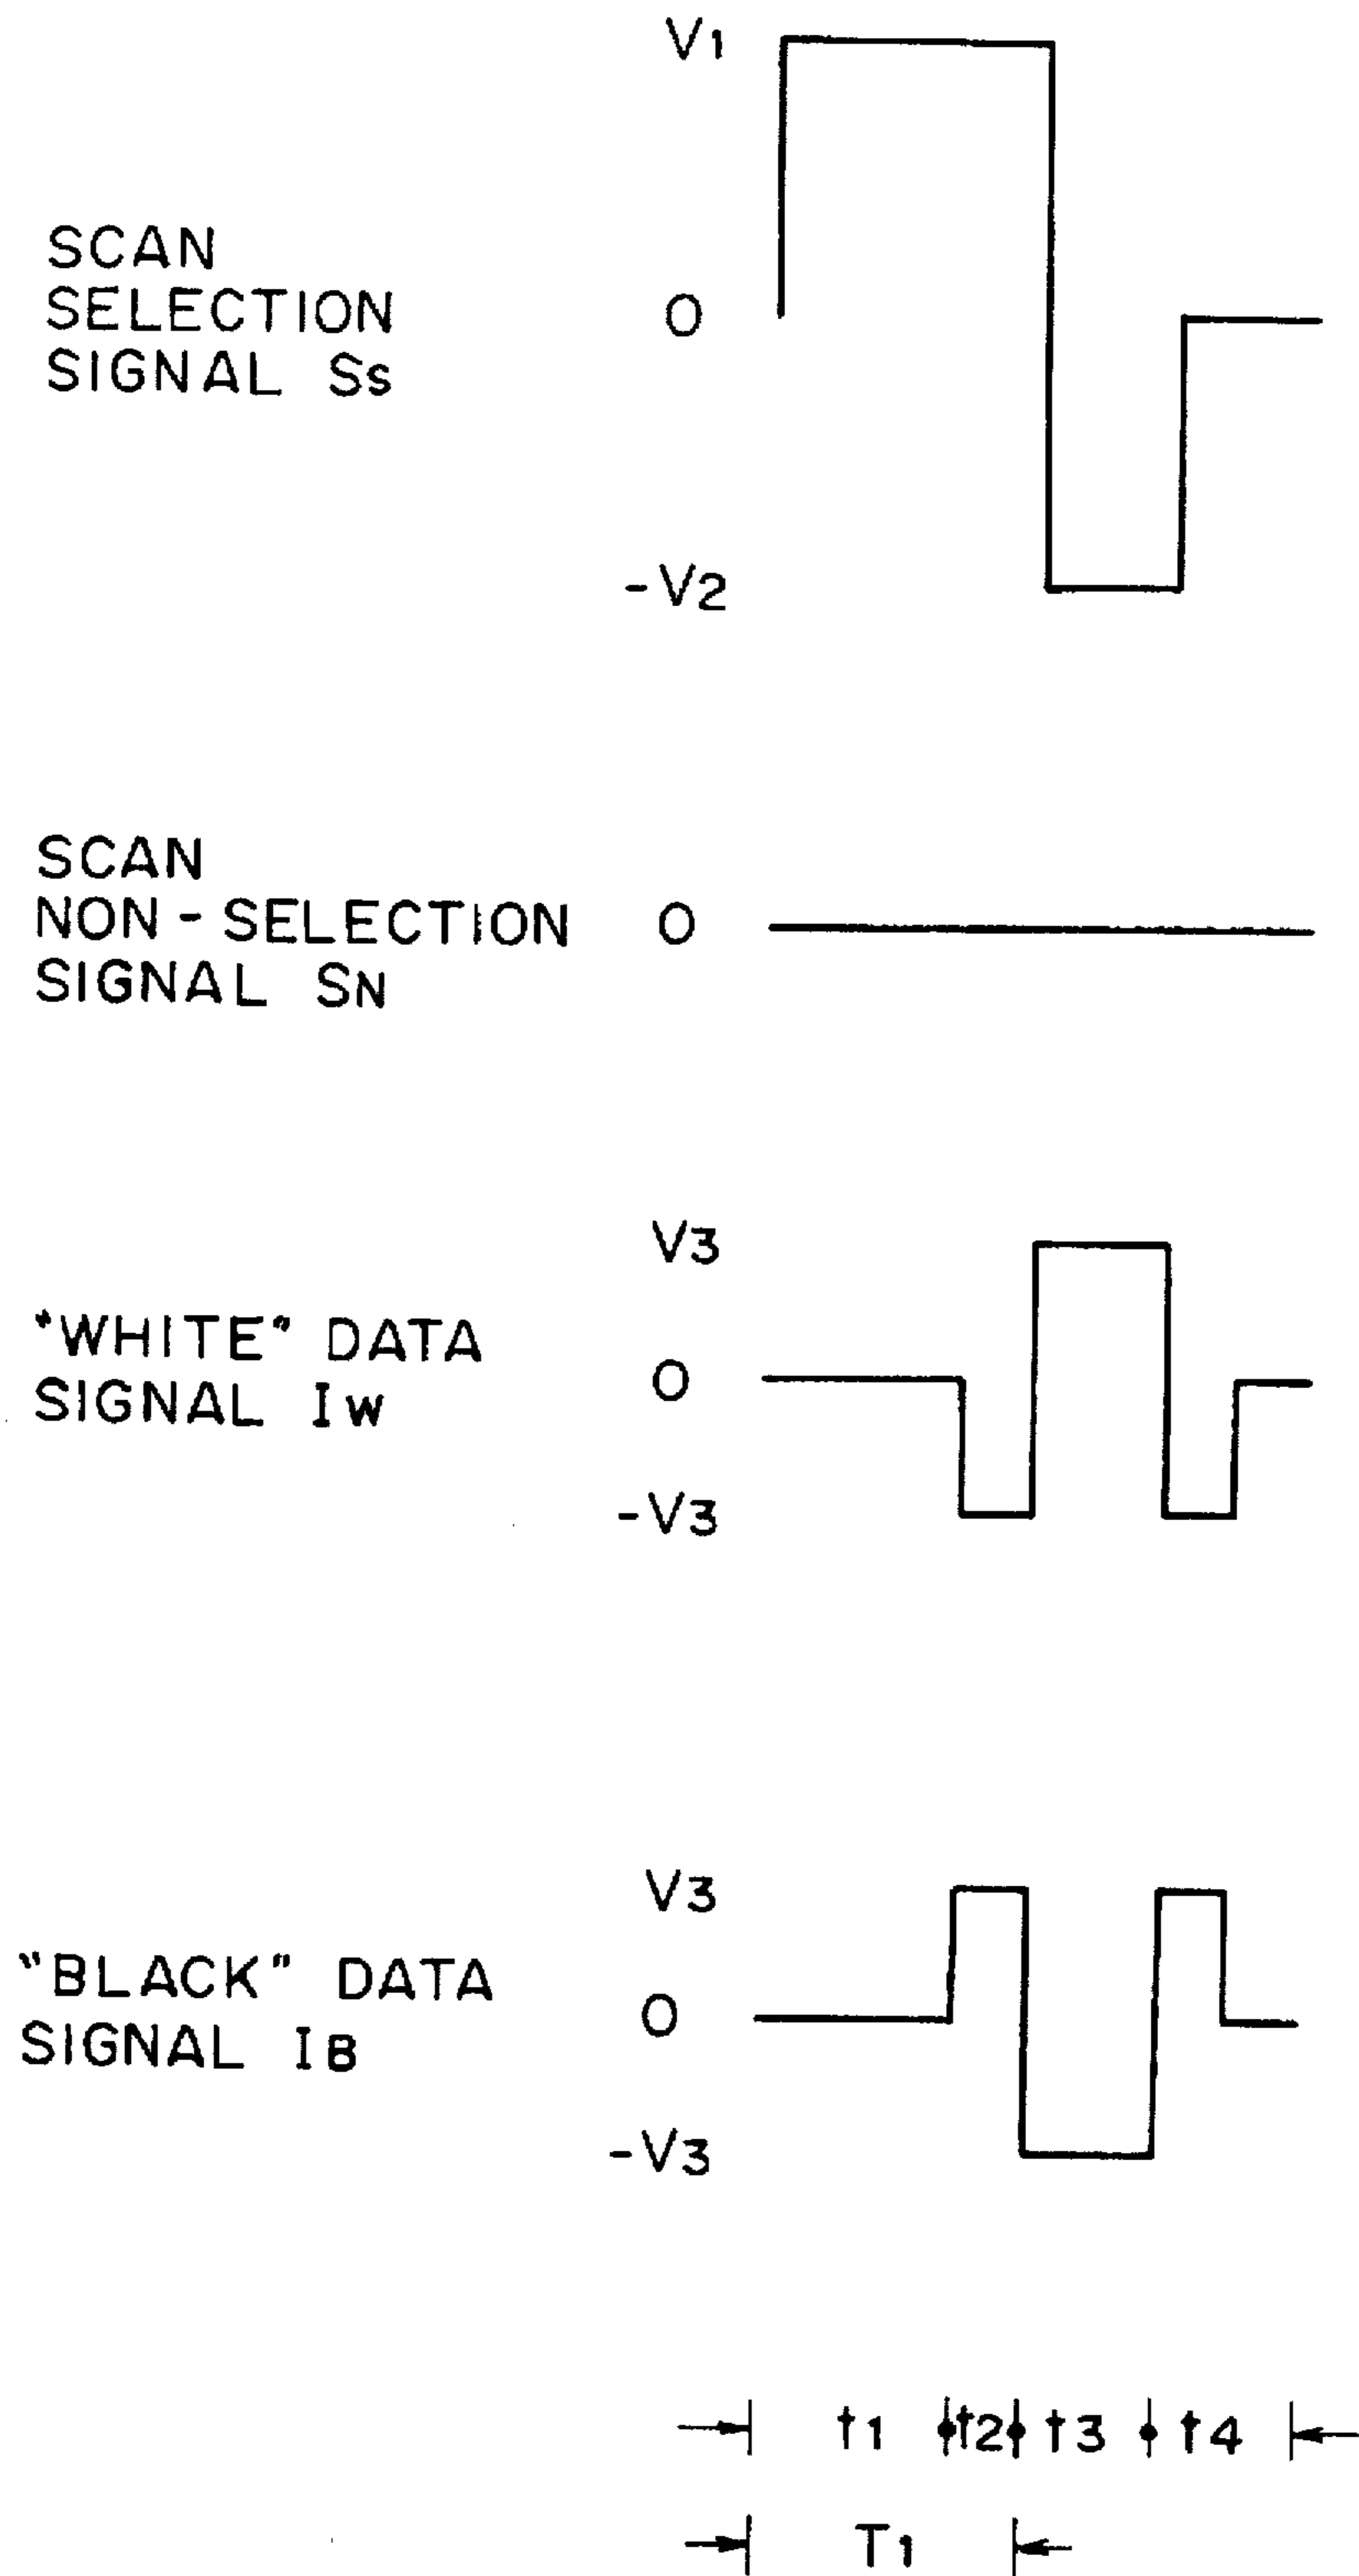 V1
SCAN
SELECTION
SIGNAL Ss
0
-V2
SCAN
NON-SELECTION
SIGNAL SN
0
V3
"WHITE" DATA
SIGNAL IW
0
-V3
V3
"BLACK" DATA
SIGNAL IB
0
-V3
t1 t2 t3 t4
T1